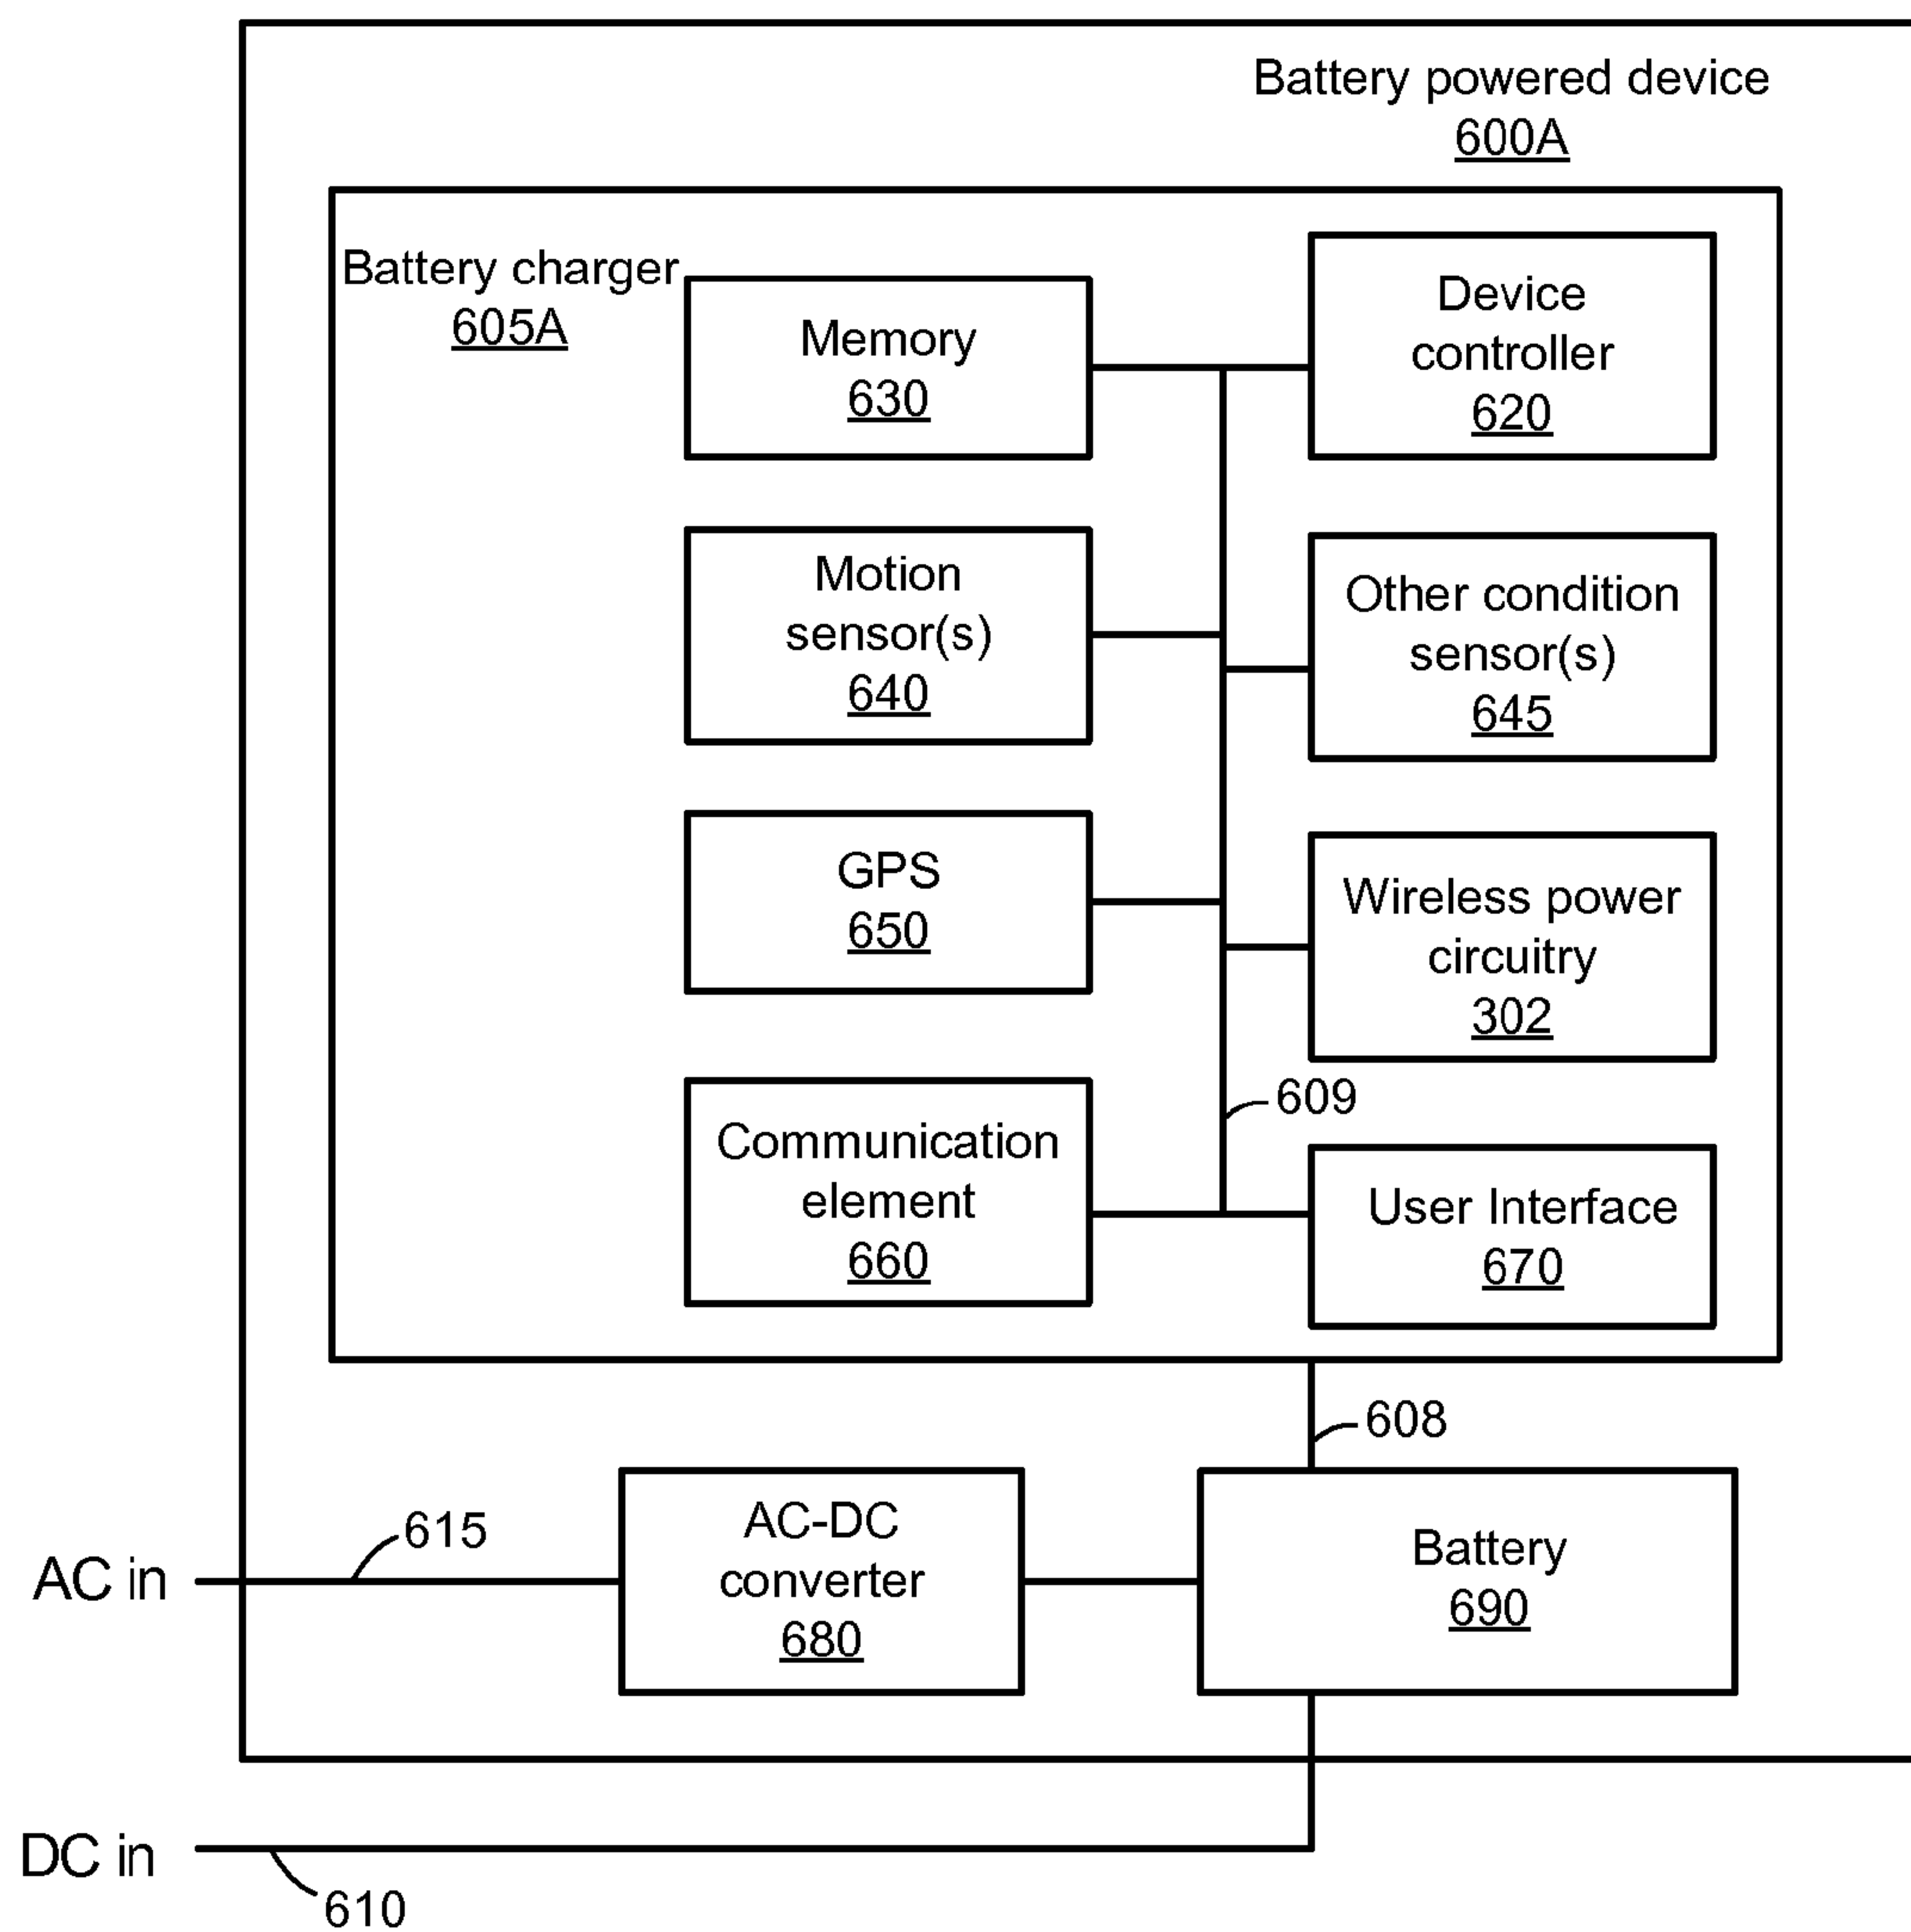 Battery powered device
600A
Battery charger
605A
Memory
630
Device
controller
620
Motion
sensor(s)
640
Other condition
sensor(s)
645
GPS
650
Wireless power
circuitry
302
609
Communication
element
660
User Interface
670
608
615
AC in
AC-DC
converter
680
Battery
690
DC in
610